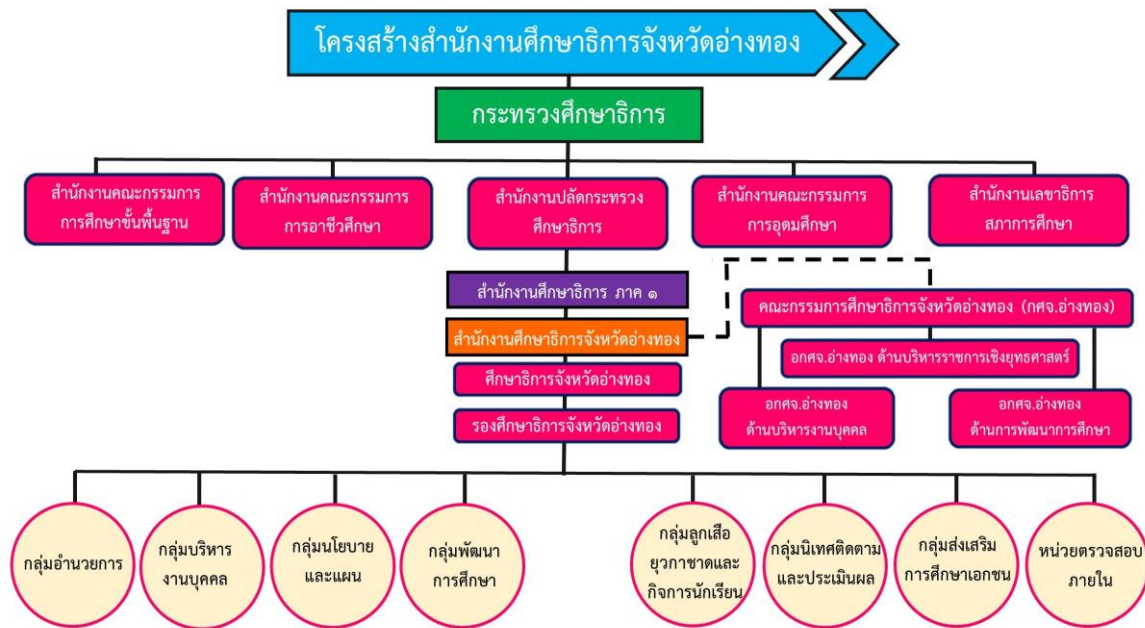 โครงสร้างสำนักงานศึกษาธิการจังหวัดอ่างทอง
กระทรวงศึกษาธิการ
สำนักงานคณะกรรมการ
การศึกษาขั้นพื้นฐาน
สำนักงานคณะกรรมการ
การอาชีวศึกษา
สำนักงานปลัดกระทรวง
ศึกษาธิการ
สำนักงานคณะกรรมการ
การอุดมศึกษา
สำนักงานเลขาธิการ
สภาการศึกษา
สำนักงานศึกษาธิการ ภาค ๑
สำนักงานศึกษาธิการจังหวัดอ่างทอง
ศึกษาธิการจังหวัดอ่างทอง
รองศึกษาธิการจังหวัดอ่างทอง
คณะกรรมการศึกษาธิการจังหวัดอ่างทอง (กศจ.อ่างทอง)
อกศจ.อ่างทอง ด้านบริหารราชการเชิงยุทธศาสตร์
อกศจ.อ่างทอง
ด้านบริหารงานบุคคล
อกศจ.อ่างทอง
ด้านการพัฒนาการศึกษา
กลุ่มอำนวยการ
กลุ่มบริหาร
งานบุคคล
กลุ่มนโยบาย
และแผน
กลุ่มพัฒนา
การศึกษา
กลุ่มลูกเสือ
ยุวกาชาดและ
กิจการนักเรียน
กลุ่มนิเทศติดตาม
และประเมินผล
กลุ่มส่งเสริม
การศึกษาเอกชน
หน่วยตรวจสอบ
ภายใน